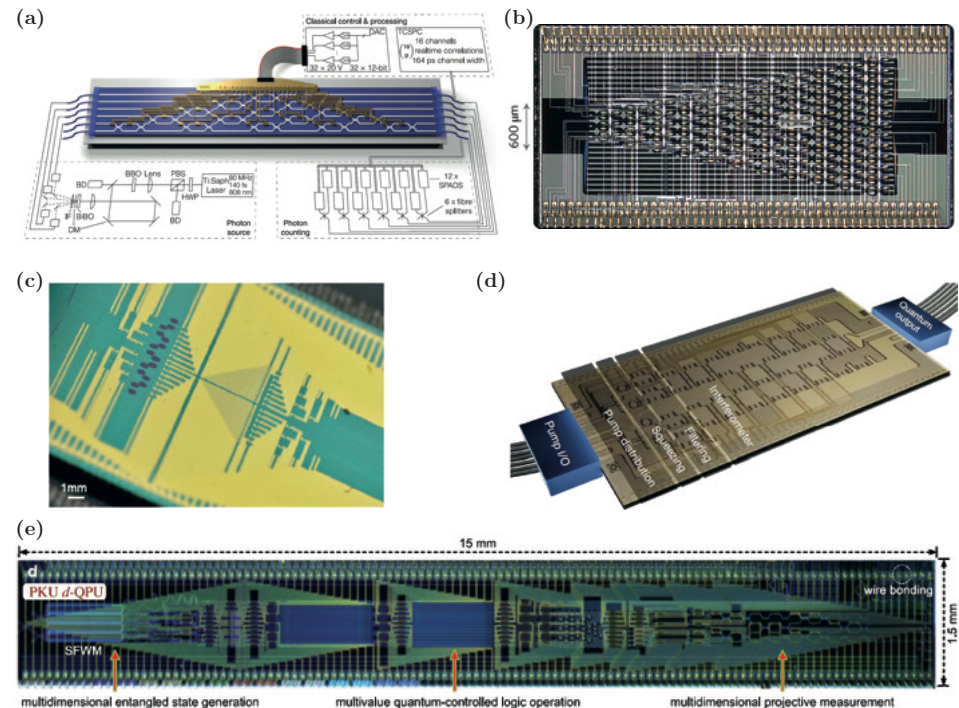 (a)
Classical control & processing
DAC
32 × 20 V 32 × 12-bit
TCSPC
16 channels
realtime correlations
164 ps channel width
BBO Lens PBS
Ti:Saph Laser
80 MHz
140 fs
808 nm
BD
HWP
IF BiBO
BD
DM
Photon source
12 x SPADS
6 x fibre splitters
Photon counting
(b)
600 µm
(c)
1mm
(d)
Quantum output
Pump I/O
Pump distribution
Squeezing
Filtering
Interferometer
(e)
15 mm
d
PKU d-QPU
wire bonding
SFWM
1.5 mm
multidimensional entangled state generation
multivalue quantum-controlled logic operation
multidimensional projective measurement